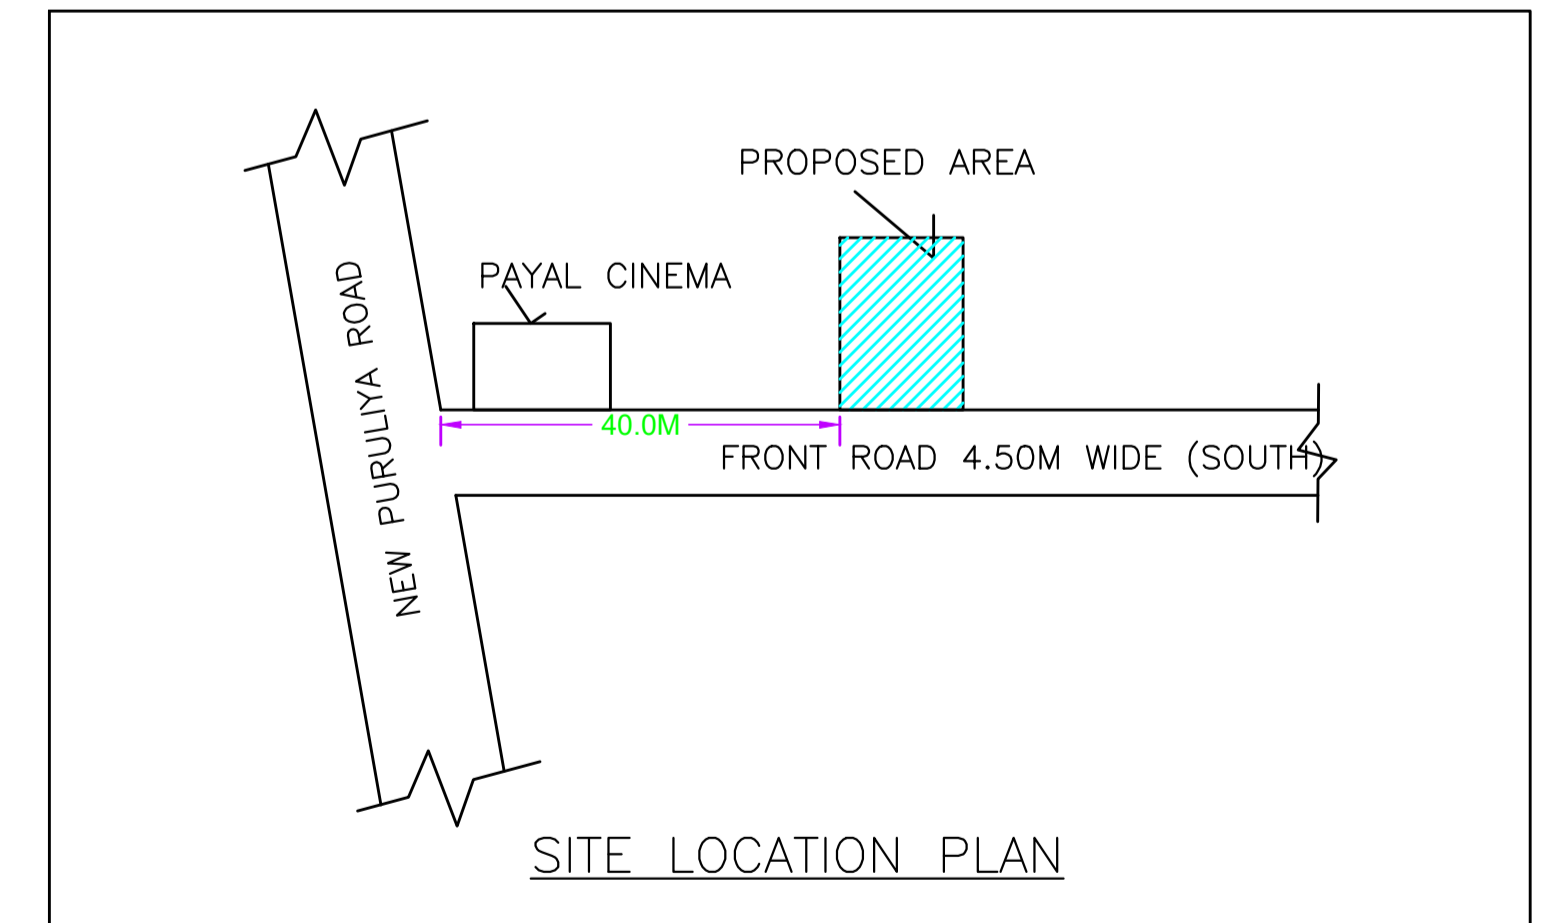 PROPOSED AREA
PAYAL CINEMA
NEW PURULIYA ROAD
40.0M
FRONT ROAD 4.50M WIDE (SOUTH)
SITE LOCATION PLAN